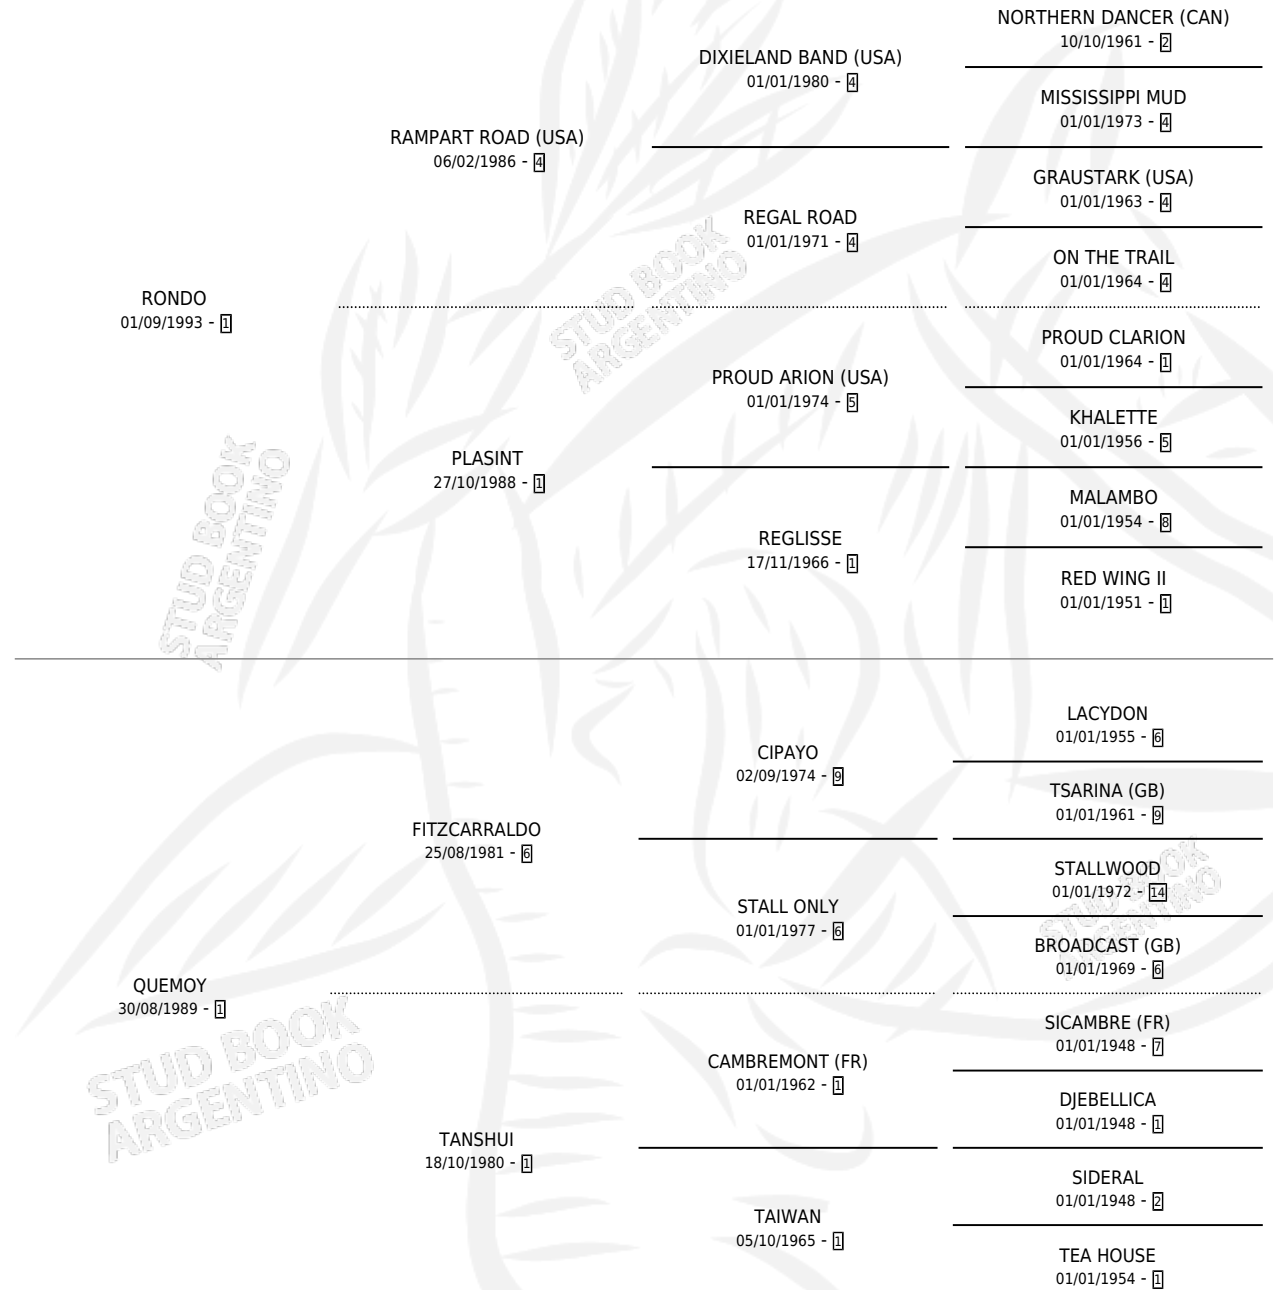 NORTHERN DANCER (CAN)
10/10/1961 - 2
DIXIELAND BAND (USA)
01/01/1980 - 4
MISSISSIPPI MUD
01/01/1973 - 4
RAMPART ROAD (USA)
06/02/1986 - 4
GRAUSTARK (USA)
01/01/1963 - 4
REGAL ROAD
01/01/1971 - 4
ON THE TRAIL
01/01/1964 - 4
RONDO
01/09/1993 - 1
PROUD CLARION
01/01/1964 - 1
PROUD ARION (USA)
01/01/1974 - 5
KHALETTE
01/01/1956 - 5
PLASINT
27/10/1988 - 1
MALAMBO
01/01/1954 - 8
REGLISSE
17/11/1966 - 1
RED WING II
01/01/1951 - 1
LACYDON
01/01/1955 - 6
CIPAYO
02/09/1974 - 9
TSARINA (GB)
01/01/1961 - 9
FITZCARRALDO
25/08/1981 - 6
STALLWOOD
01/01/1972 - 14
STALL ONLY
01/01/1977 - 6
BROADCAST (GB)
01/01/1969 - 6
QUEMOY
30/08/1989 - 1
SICAMBRE (FR)
01/01/1948 - 7
CAMBREMONT (FR)
01/01/1962 - 1
DJEBELLICA
01/01/1948 - 1
TANSHUI
18/10/1980 - 1
SIDERAL
01/01/1948 - 2
TAIWAN
05/10/1965 - 1
TEA HOUSE
01/01/1954 - 1
STUD BOOK
ARGENTINO
STUD BOOK
ARGENTINO
STUD BOOK
ARGENTINO
STUD BOOK
ARGENTINO